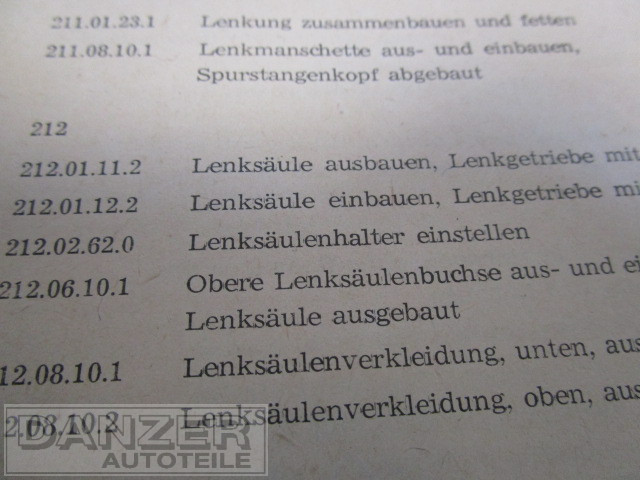 211.01.23.1 Lenkung zusammenbauen und fetten
211.08.10.1 Lenkmanschette aus- und einbauen,
Spurstangenkopf abgebaut
212
212.01.11.2 Lenksäule ausbauen, Lenkgetriebe mit
212.01.12.2 Lenksäule einbauen, Lenkgetriebe mi
212.02.62.0 Lenksäulenhalter einstellen
212.06.10.1 Obere Lenksäulenbuchse aus- und ei
Lenksäule ausgebaut
12.08.10.1 Lenksäulenverkleidung, unten, aus
2.08.10.2 Lenksäulenverkleidung, oben, aus
DANZER
AUTOTEILE